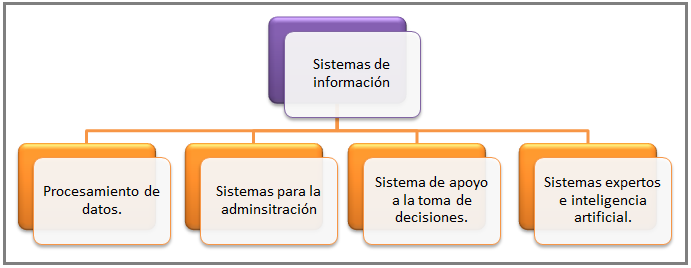 Sistemas de
información
Procesamiento de
datos.
Sistemas para la
adminsitración
Sistema de apoyo
a la toma de
decisiones.
Sistemas expertos
e inteligencia
artificial.